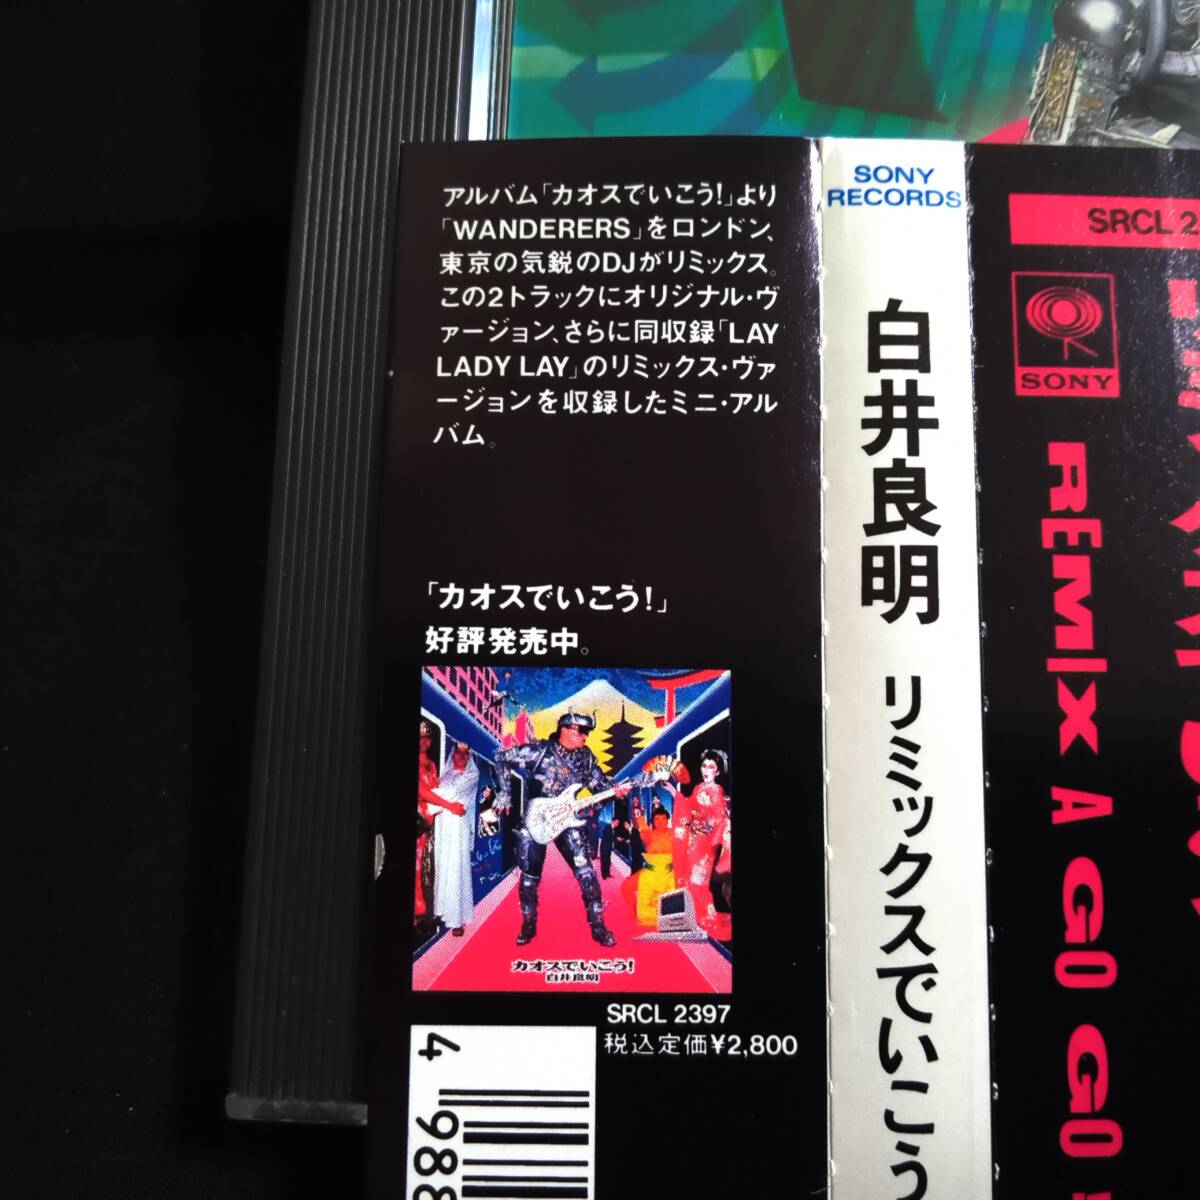 アルバム「カオスでいこう!」より
「WANDERERS」をロンドン、
東京の気鋭のDJがリミックス。
この2トラックにオリジナル・ヴ
ァージョン、さらに同収録「LAY
LADY LAY」のリミックス・ヴァ
ージョンを収録したミニ・アル
バム。
「カオスでいこう!」
好評発売中。
カオスでいこう!
白井良明
SRCL 2397
税込定価¥2,800
4 988
SONY
RECORDS
白井良明 リミックスでいこう
SRCL 2
SONY
REMIX A GO GO!